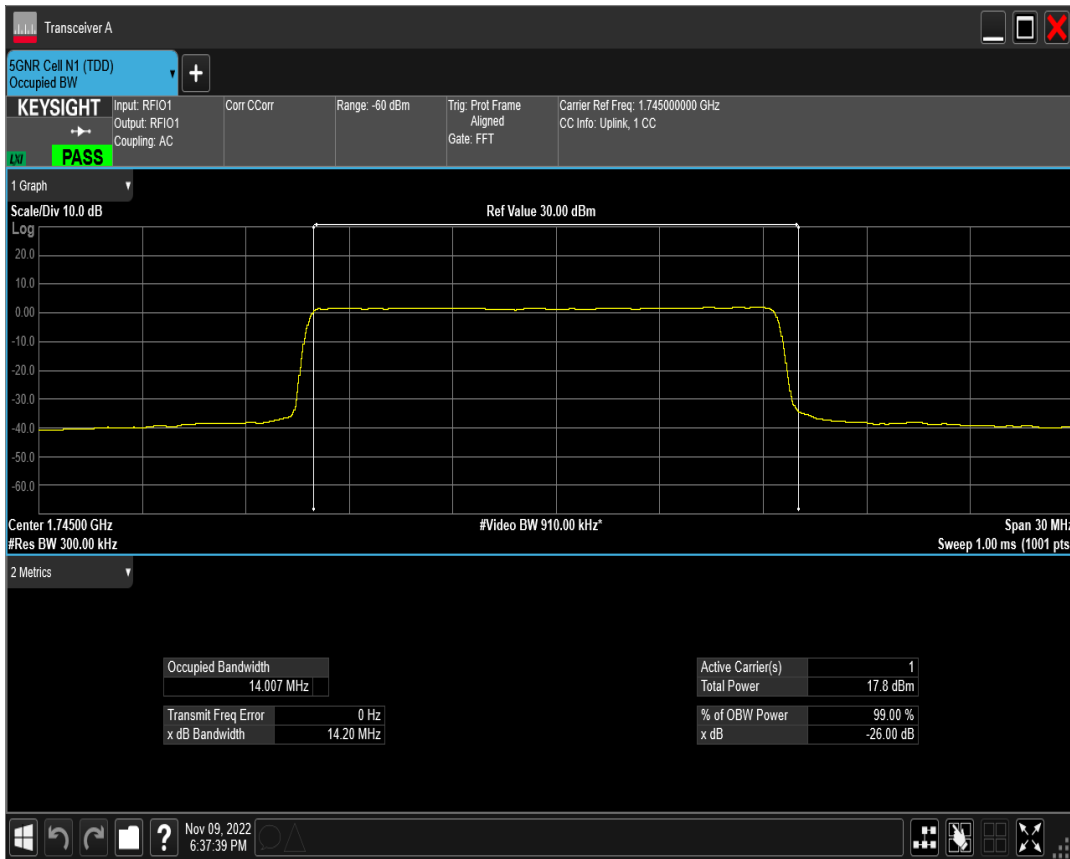 Transceiver A
5GNR Cell N1 (TDD)
Occupied BW
+
KEYSIGHT
LXI
PASS
Input: RFIO1
Output: RFIO1
Coupling: AC
Corr CCorr
Range: -60 dBm
Trig: Prot Frame
Aligned
Gate: FFT
Carrier Ref Freq: 1.745000000 GHz
CC Info: Uplink, 1 CC
1 Graph
Scale/Div 10.0 dB
Ref Value 30.00 dBm
Log
20.0
10.0
0.00
-10.0
-20.0
-30.0
-40.0
-50.0
-60.0
Center 1.74500 GHz
#Video BW 910.00 kHz*
Span 30 MHz
#Res BW 300.00 kHz
Sweep 1.00 ms (1001 pts
2 Metrics
Occupied Bandwidth
14.007 MHz
Transmit Freq Error 0 Hz
x dB Bandwidth 14.20 MHz
Active Carrier(s) 1
Total Power 17.8 dBm
% of OBW Power 99.00 %
x dB -26.00 dB
?
Nov 09, 2022
6:37:39 PM